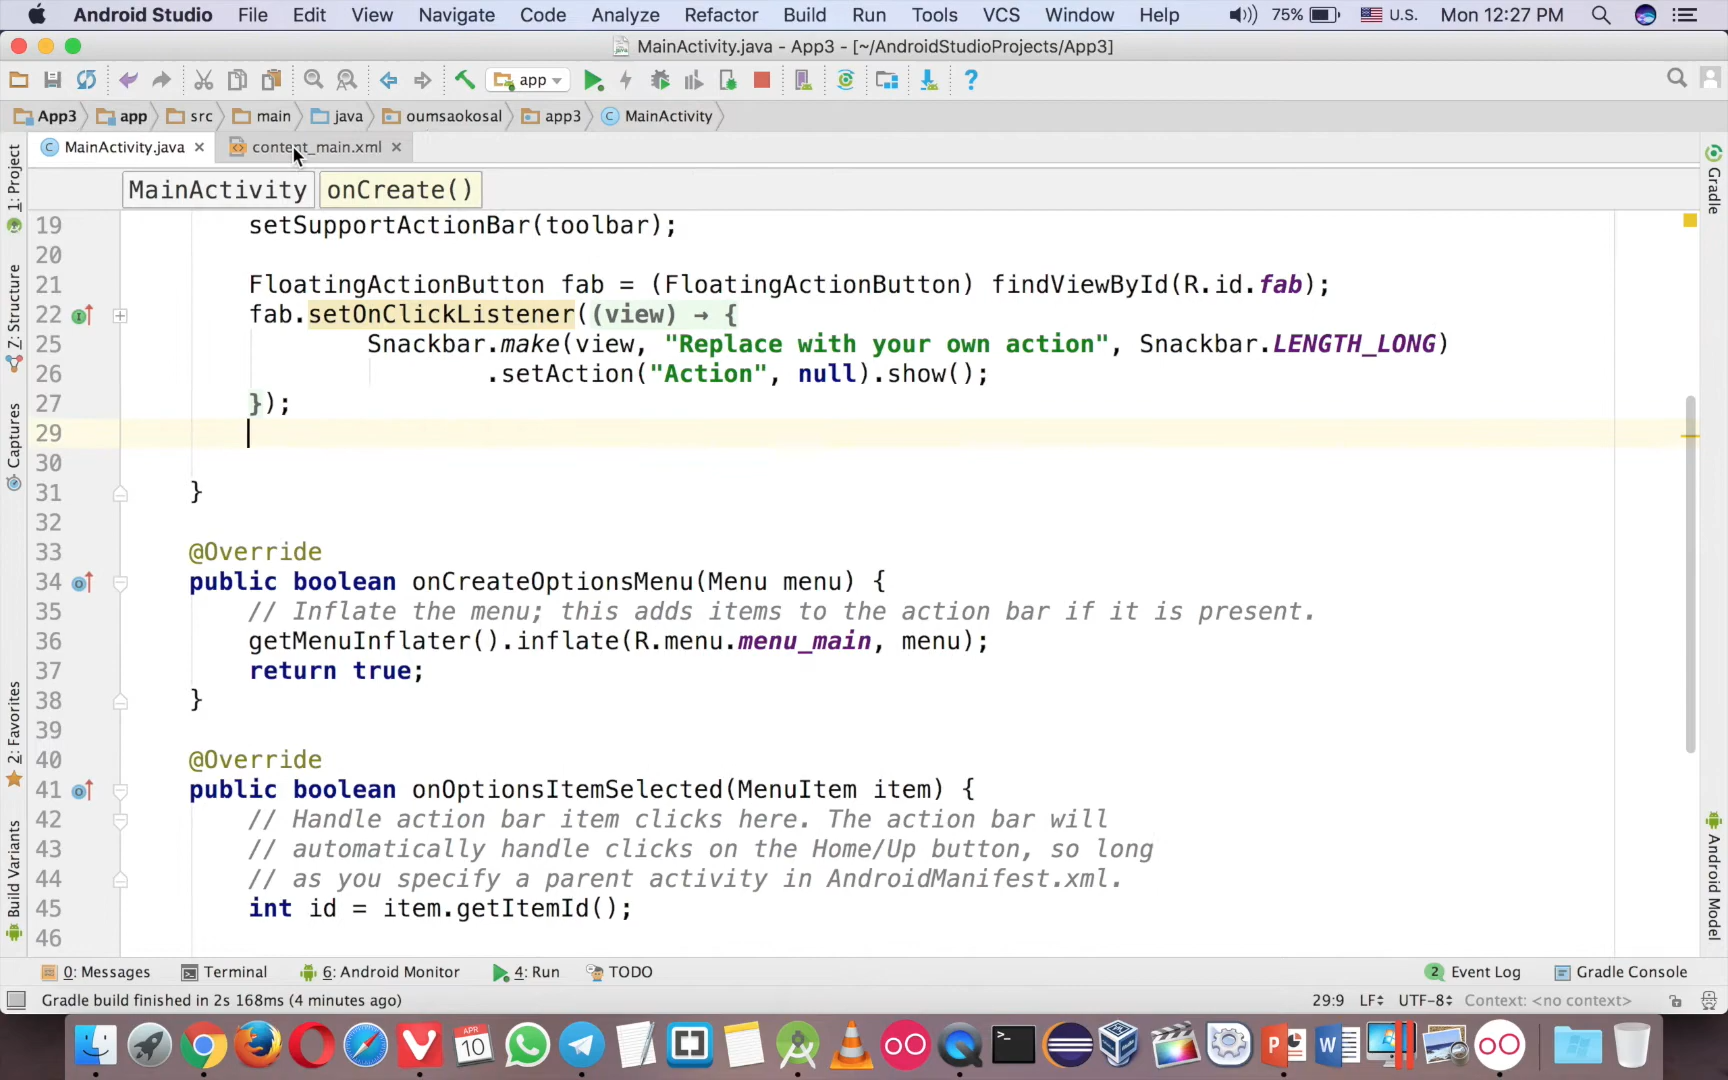 Android Studio File Edit View Navigate Code Analyze Refactor Build Run Tools VCS Window Help 75% U.S. Mon 12:27 PM
MainActivity.java - App3 - [~/AndroidStudioProjects/App3]
app
App3 app src main java oumsaokosal app3 MainActivity
MainActivity.java content_main.xml
MainActivity onCreate()
19 setSupportActionBar(toolbar);
20
21 FloatingActionButton fab = (FloatingActionButton) findViewById(R.id.fab);
22 fab.setOnClickListener((view) → {
25 Snackbar.make(view, "Replace with your own action", Snackbar.LENGTH_LONG)
26 .setAction("Action", null).show();
27 });
29
30
31 }
32
33 @Override
34 public boolean onCreateOptionsMenu(Menu menu) {
35 // Inflate the menu; this adds items to the action bar if it is present.
36 getMenuInflater().inflate(R.menu.menu_main, menu);
37 return true;
38 }
39
40 @Override
41 public boolean onOptionsItemSelected(MenuItem item) {
42 // Handle action bar item clicks here. The action bar will
43 // automatically handle clicks on the Home/Up button, so long
44 // as you specify a parent activity in AndroidManifest.xml.
45 int id = item.getItemId();
46
1: Project
Z: Structure
Captures
2: Favorites
Build Variants
Gradle
Android Model
0: Messages Terminal 6: Android Monitor 4: Run TODO 2 Event Log Gradle Console
Gradle build finished in 2s 168ms (4 minutes ago) 29:9 LF UTF-8 Context: <no context>
APR
10